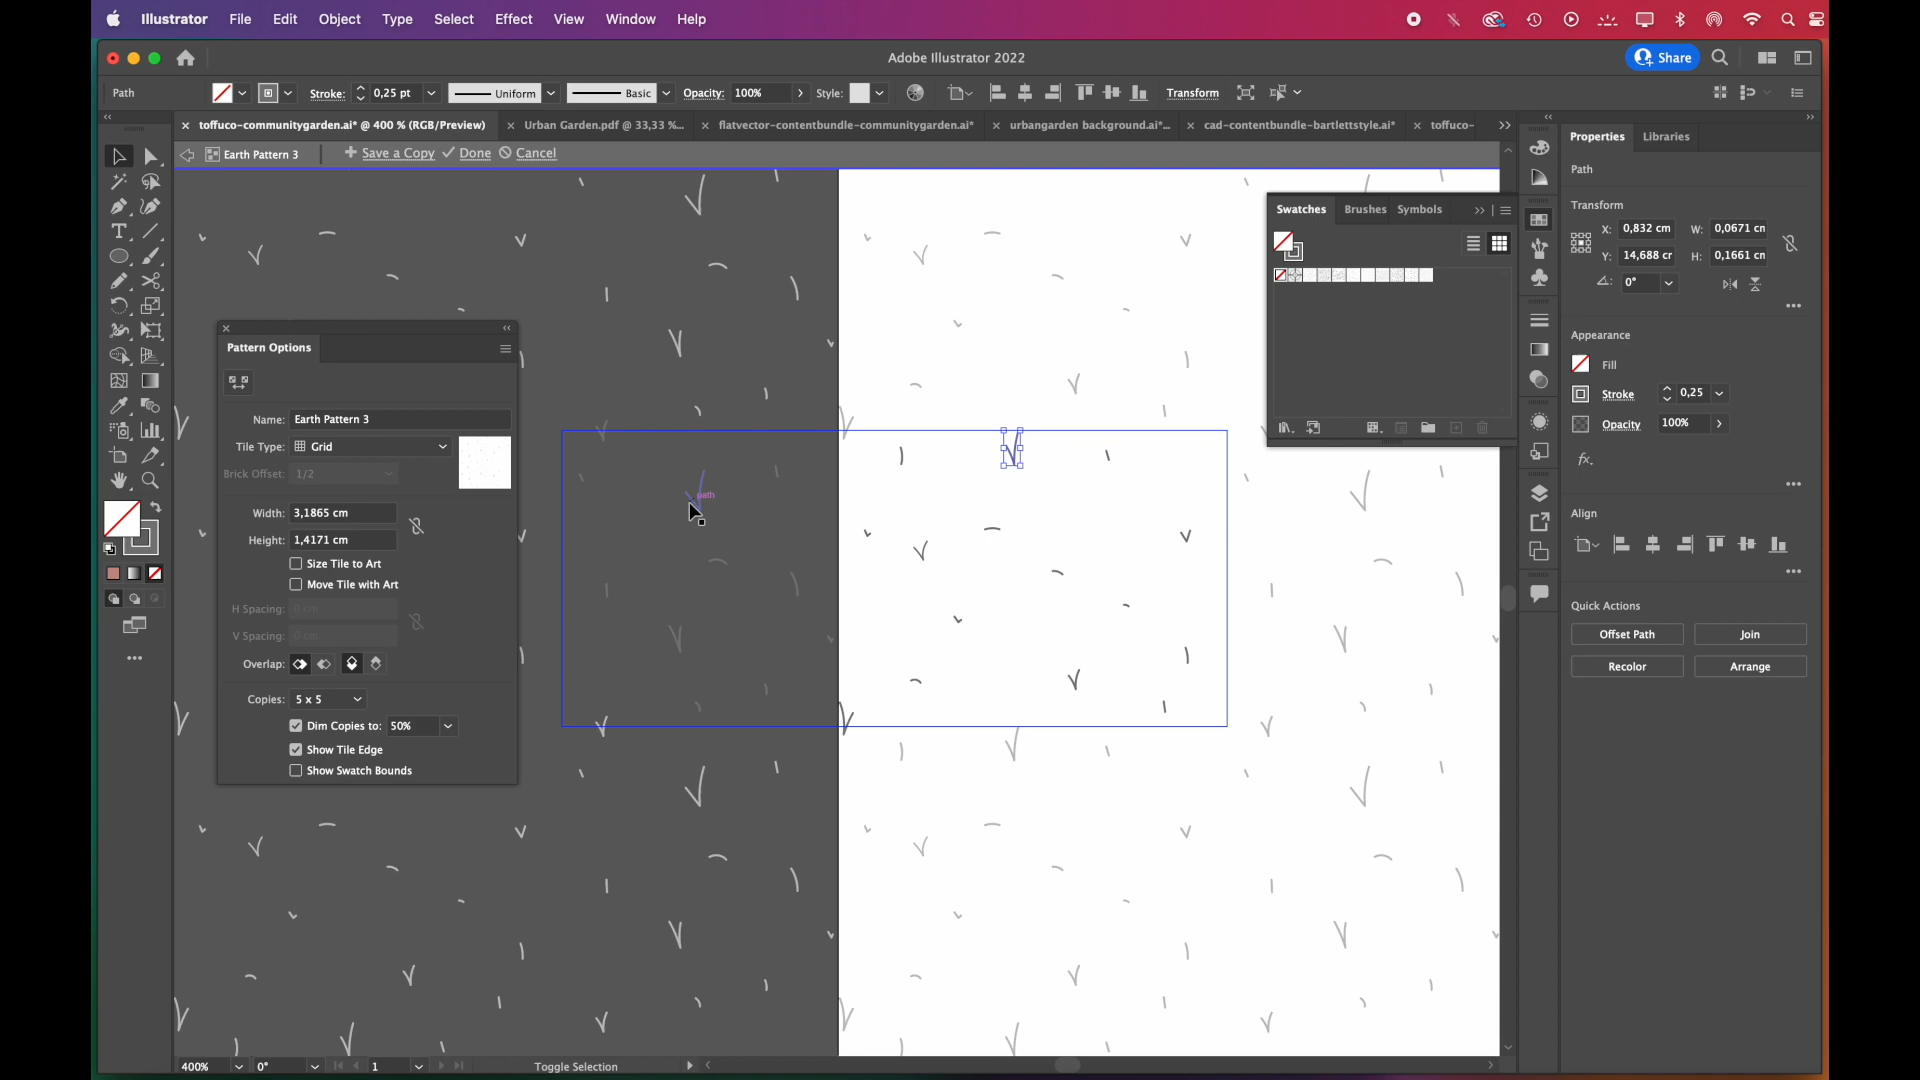 Illustrator File Edit Object Type Select Effect View Window Help
Adobe Illustrator 2022
Share
Path
Stroke: 0,25 pt Uniform Basic Opacity: 100% Style: Transform
toffuco-communitygarden.ai* @ 400 % (RGB/Preview)
Urban Garden.pdf @ 33,33 %...
flatvector-contentbundle-communitygarden.ai*
urbangarden background.ai*...
cad-contentbundle-bartlettstyle.ai*
toffuco-
Earth Pattern 3
Save a Copy Done Cancel
Pattern Options
Name: Earth Pattern 3
Tile Type: Grid
Brick Offset: 1/2
Width: 3,1865 cm
Height: 1,4171 cm
Size Tile to Art
Move Tile with Art
H Spacing: 0 cm
V Spacing: 0 cm
Overlap:
Copies: 5 x 5
Dim Copies to: 50%
Show Tile Edge
Show Swatch Bounds
path
Swatches Brushes Symbols
Properties Libraries
Path
Transform
X: 0,832 cm W: 0,0671 cn
Y: 14,688 cr H: 0,1661 cn
0°
Appearance
Fill
Stroke 0,25
Opacity 100%
fx.
Align
Quick Actions
Offset Path Join
Recolor Arrange
400% 0° 1 Toggle Selection